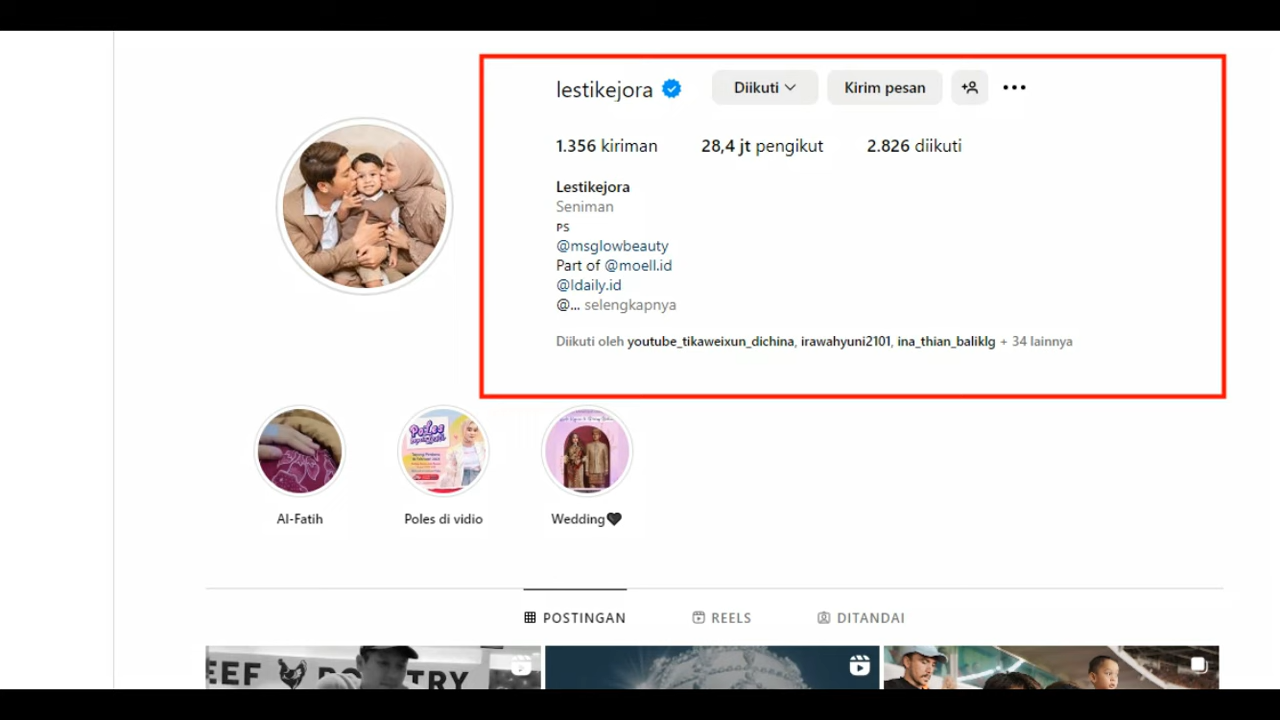 lestikejora
Diikuti
Kirim pesan
1.356 kiriman
28,4 jt pengikut
2.826 diikuti
Lestikejora
Seniman
PS
@msglowbeauty
Part of @moell.id
@ldaily.id
@... selengkapnya
Diikuti oleh youtube_tikaweixun_dichina, irawahyuni2101, ina_thian_baliklg + 34 lainnya
Poles
Al-Fatih
Poles di vidio
Wedding🖤
POSTINGAN
REELS
DITANDAI